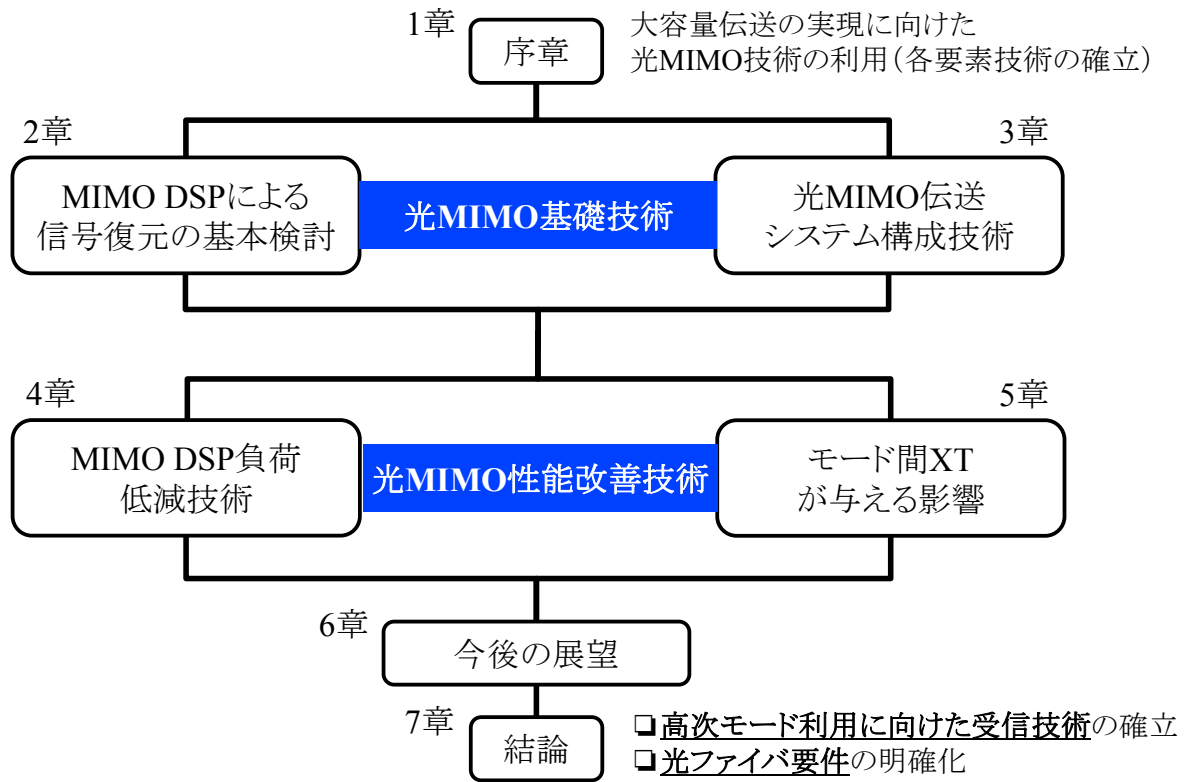 1章
序章
大容量伝送の実現に向けた
光MIMO技術の利用(各要素技術の確立)
2章
MIMO DSPによる
信号復元の基本検討
光MIMO基礎技術
3章
光MIMO伝送
システム構成技術
4章
MIMO DSP負荷
低減技術
光MIMO性能改善技術
5章
モード間XT
が与える影響
6章
今後の展望
7章
結論
❑高次モード利用に向けた受信技術の確立
❑光ファイバ要件の明確化